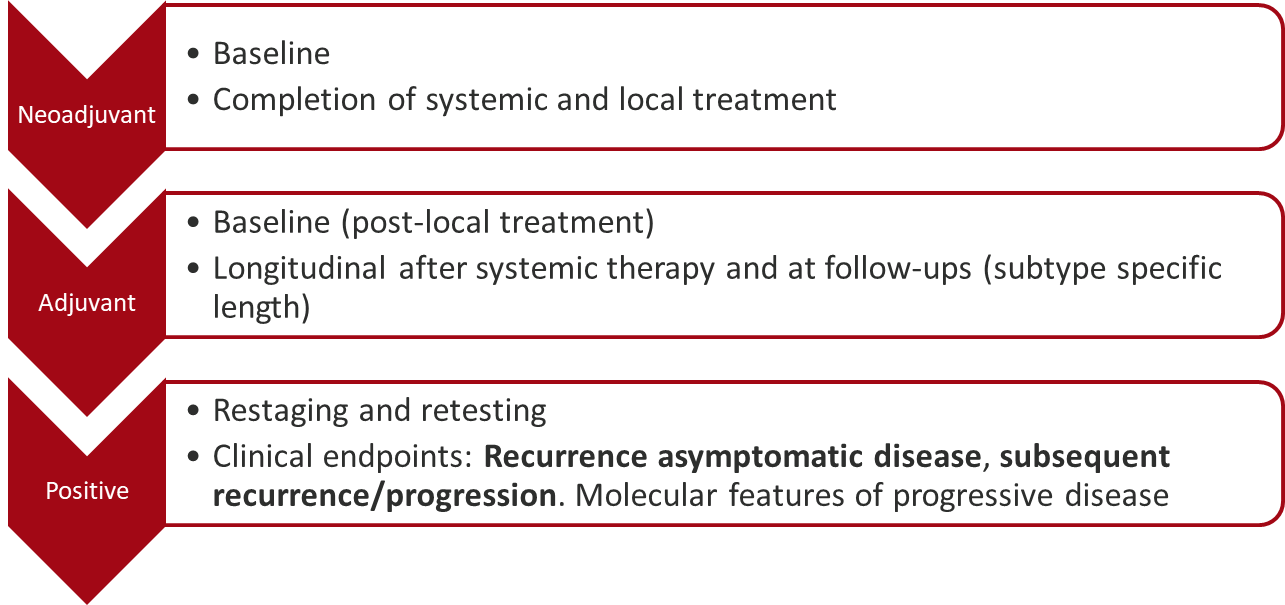 Neoadjuvant
• Baseline
• Completion of systemic and local treatment
Adjuvant
• Baseline (post-local treatment)
• Longitudinal after systemic therapy and at follow-ups (subtype specific
length)
Positive
• Restaging and retesting
• Clinical endpoints: Recurrence asymptomatic disease, subsequent
recurrence/progression. Molecular features of progressive disease